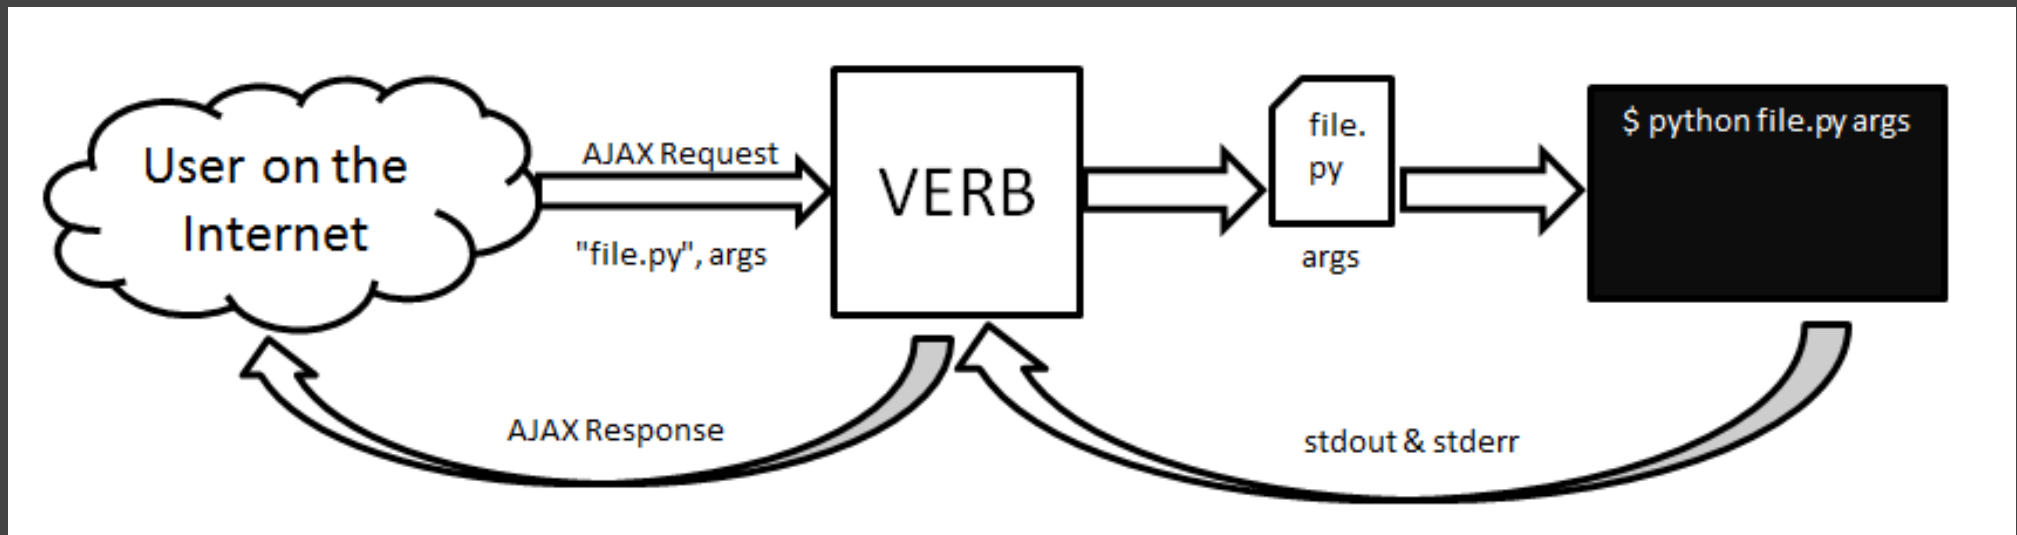 User on the
Internet
AJAX Request
"file.py", args
VERB
file.
py
args
$ python file.py args
AJAX Response
stdout & stderr